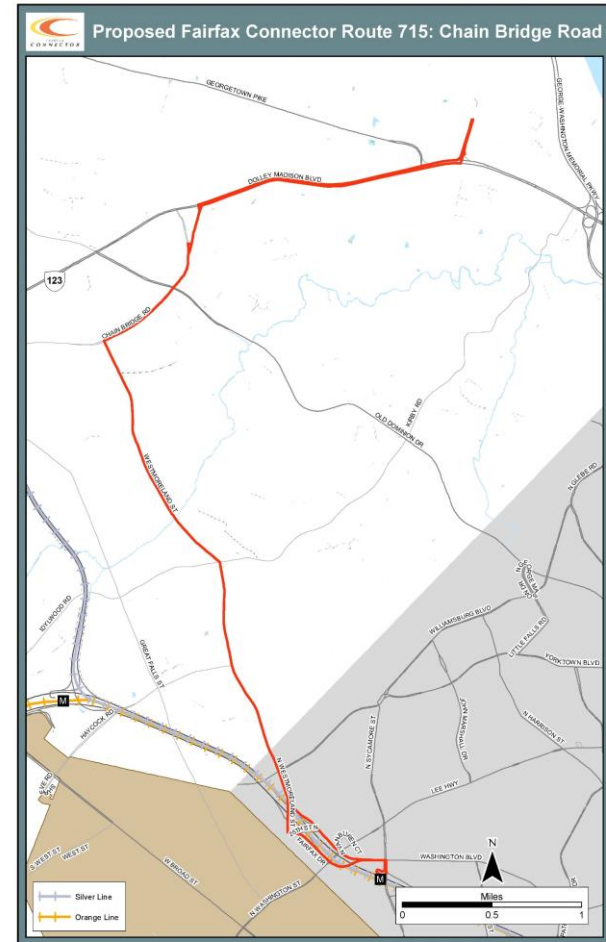 CONNECTOR
Proposed Fairfax Connector Route 715: Chain Bridge Road
GEORGETOWN PIKE
GEORGE WASHINGTON MEMORIAL PKWY
DOLLEY MADISON BLVD
123
CHAIN BRIDGE RD
OLD DOMINION DR
KIRBY RD
WESTMORELAND ST
N GLEBE RD
IDYLWOOD RD
GREAT FALLS ST
WILLIAMSBURG BLVD
LITTLE FALLS RD
YORKTOWN BLVD
M
HAYCOCK RD
N SYCAMORE ST
JOHN MARSHALL DR
N HARRISON ST
LEE HWY
N WESTMORELAND ST
FAIRFAX DR
S WEST ST
WEST ST
W BROAD ST
N WASHINGTON ST
WASHINGTON BLVD
M
N
Silver Line
Orange Line
Miles
0 0.5 1